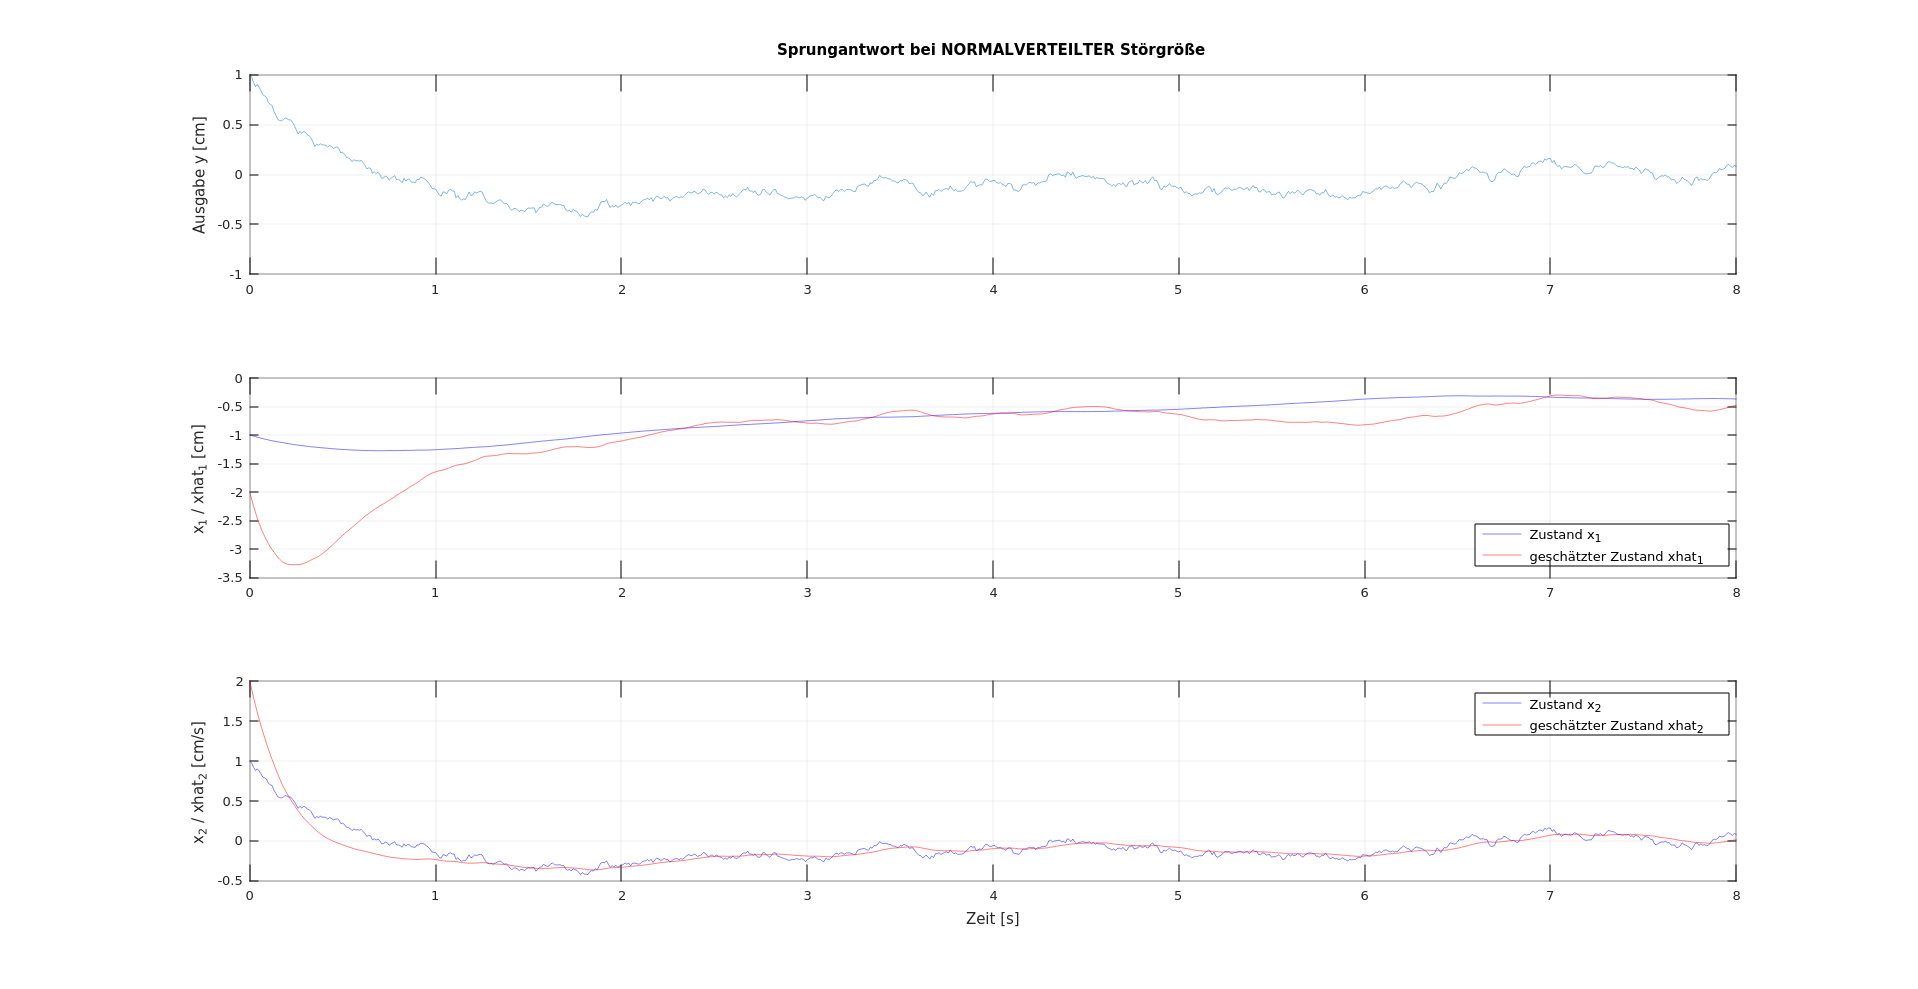 Sprungantwort bei NORMALVERTEILTER Störgröße
Ausgabe y [cm]
1
0.5
0
-0.5
-1
0 1 2 3 4 5 6 7 8
x1 / xhat1 [cm]
0
-0.5
-1
-1.5
-2
-2.5
-3
-3.5
Zustand x1
geschätzter Zustand xhat1
0 1 2 3 4 5 6 7 8
x2 / xhat2 [cm/s]
2
1.5
1
0.5
0
-0.5
Zustand x2
geschätzter Zustand xhat2
0 1 2 3 4 5 6 7 8
Zeit [s]